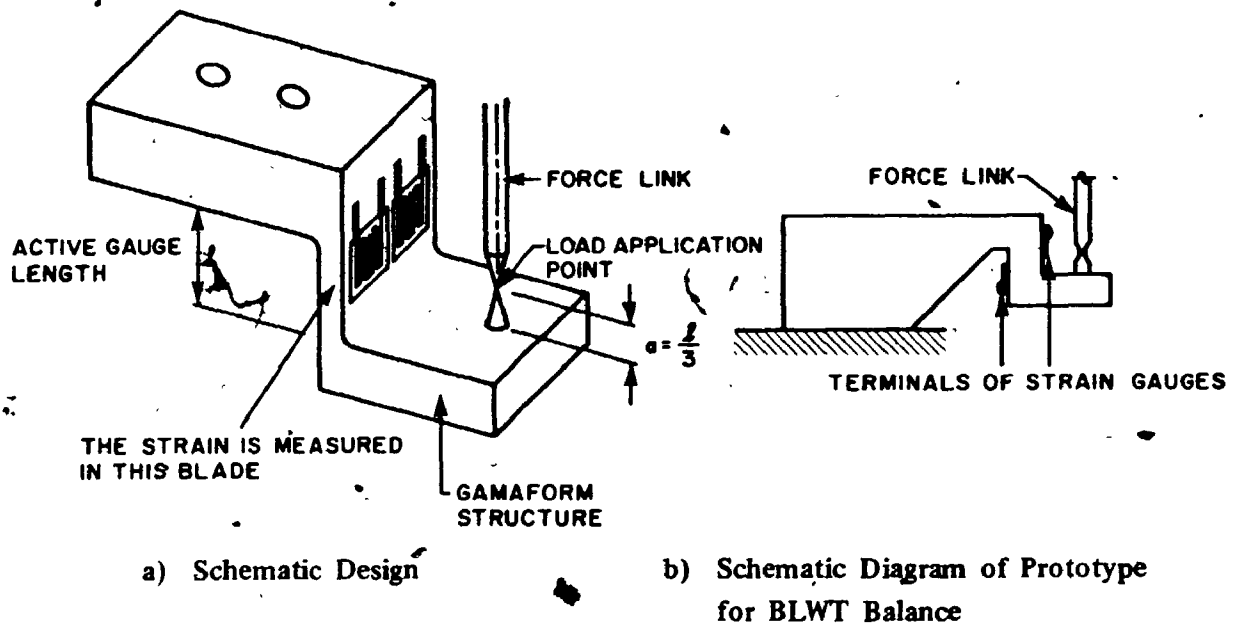 FORCE LINK
FORCE LINK
ACTIVE GAUGE
LENGTH
ℓ
LOAD APPLICATION
POINT
a = ℓ/3
TERMINALS OF STRAIN GAUGES
THE STRAIN IS MEASURED
IN THIS BLADE
GAMAFORM
STRUCTURE
a) Schematic Design
b) Schematic Diagram of Prototype
for BLWT Balance